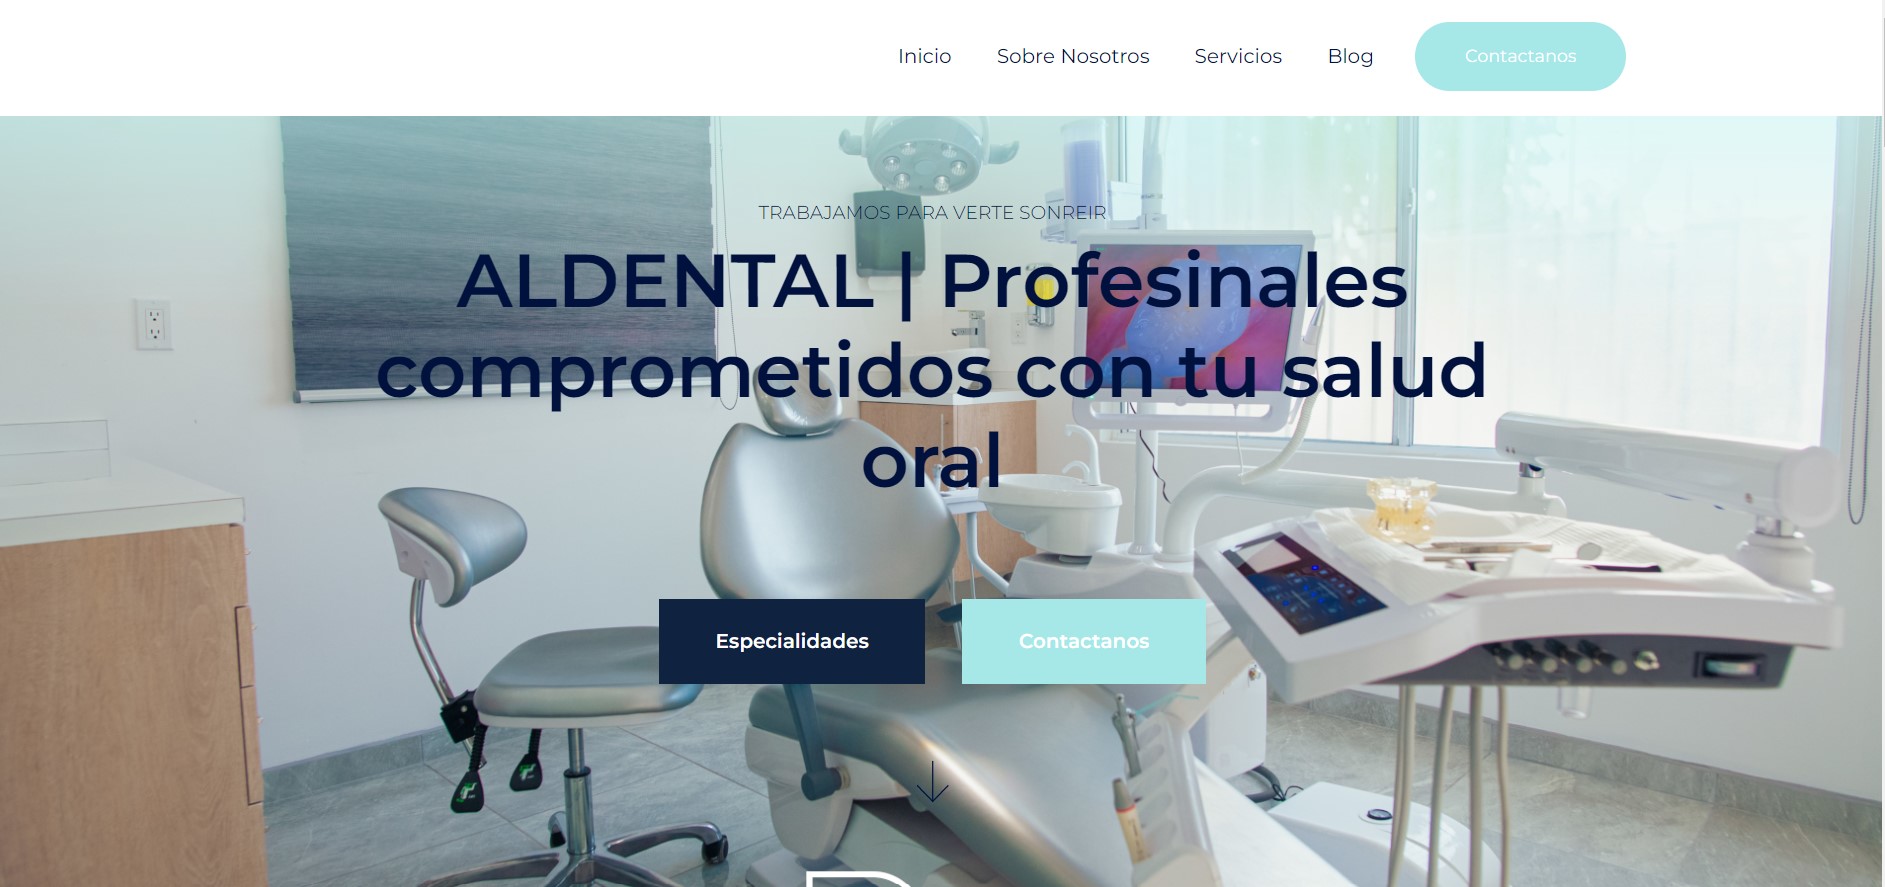 Inicio Sobre Nosotros Servicios Blog Contactanos
TRABAJAMOS PARA VERTE SONREIR
ALDENTAL | Profesinales
comprometidos con tu salud
oral
Especialidades Contactanos